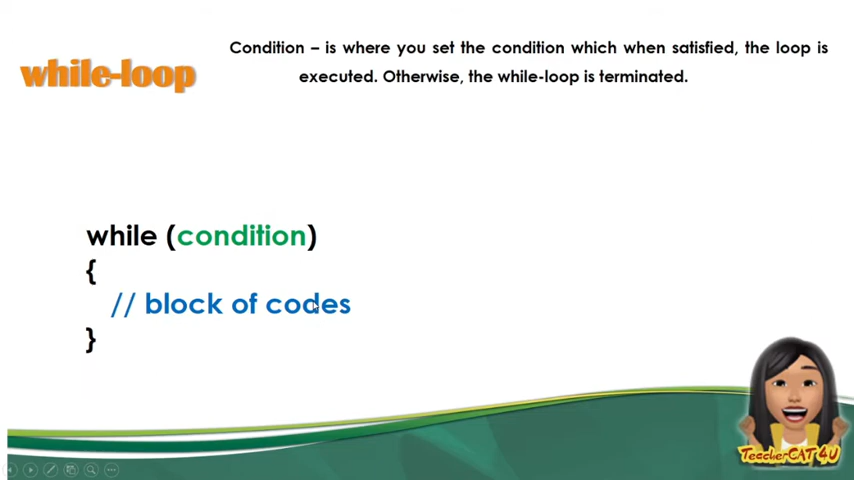 while-loop
Condition – is where you set the condition which when satisfied, the loop is
executed. Otherwise, the while-loop is terminated.
while (condition)
{
// block of codes
}
TeacherCAT 4U